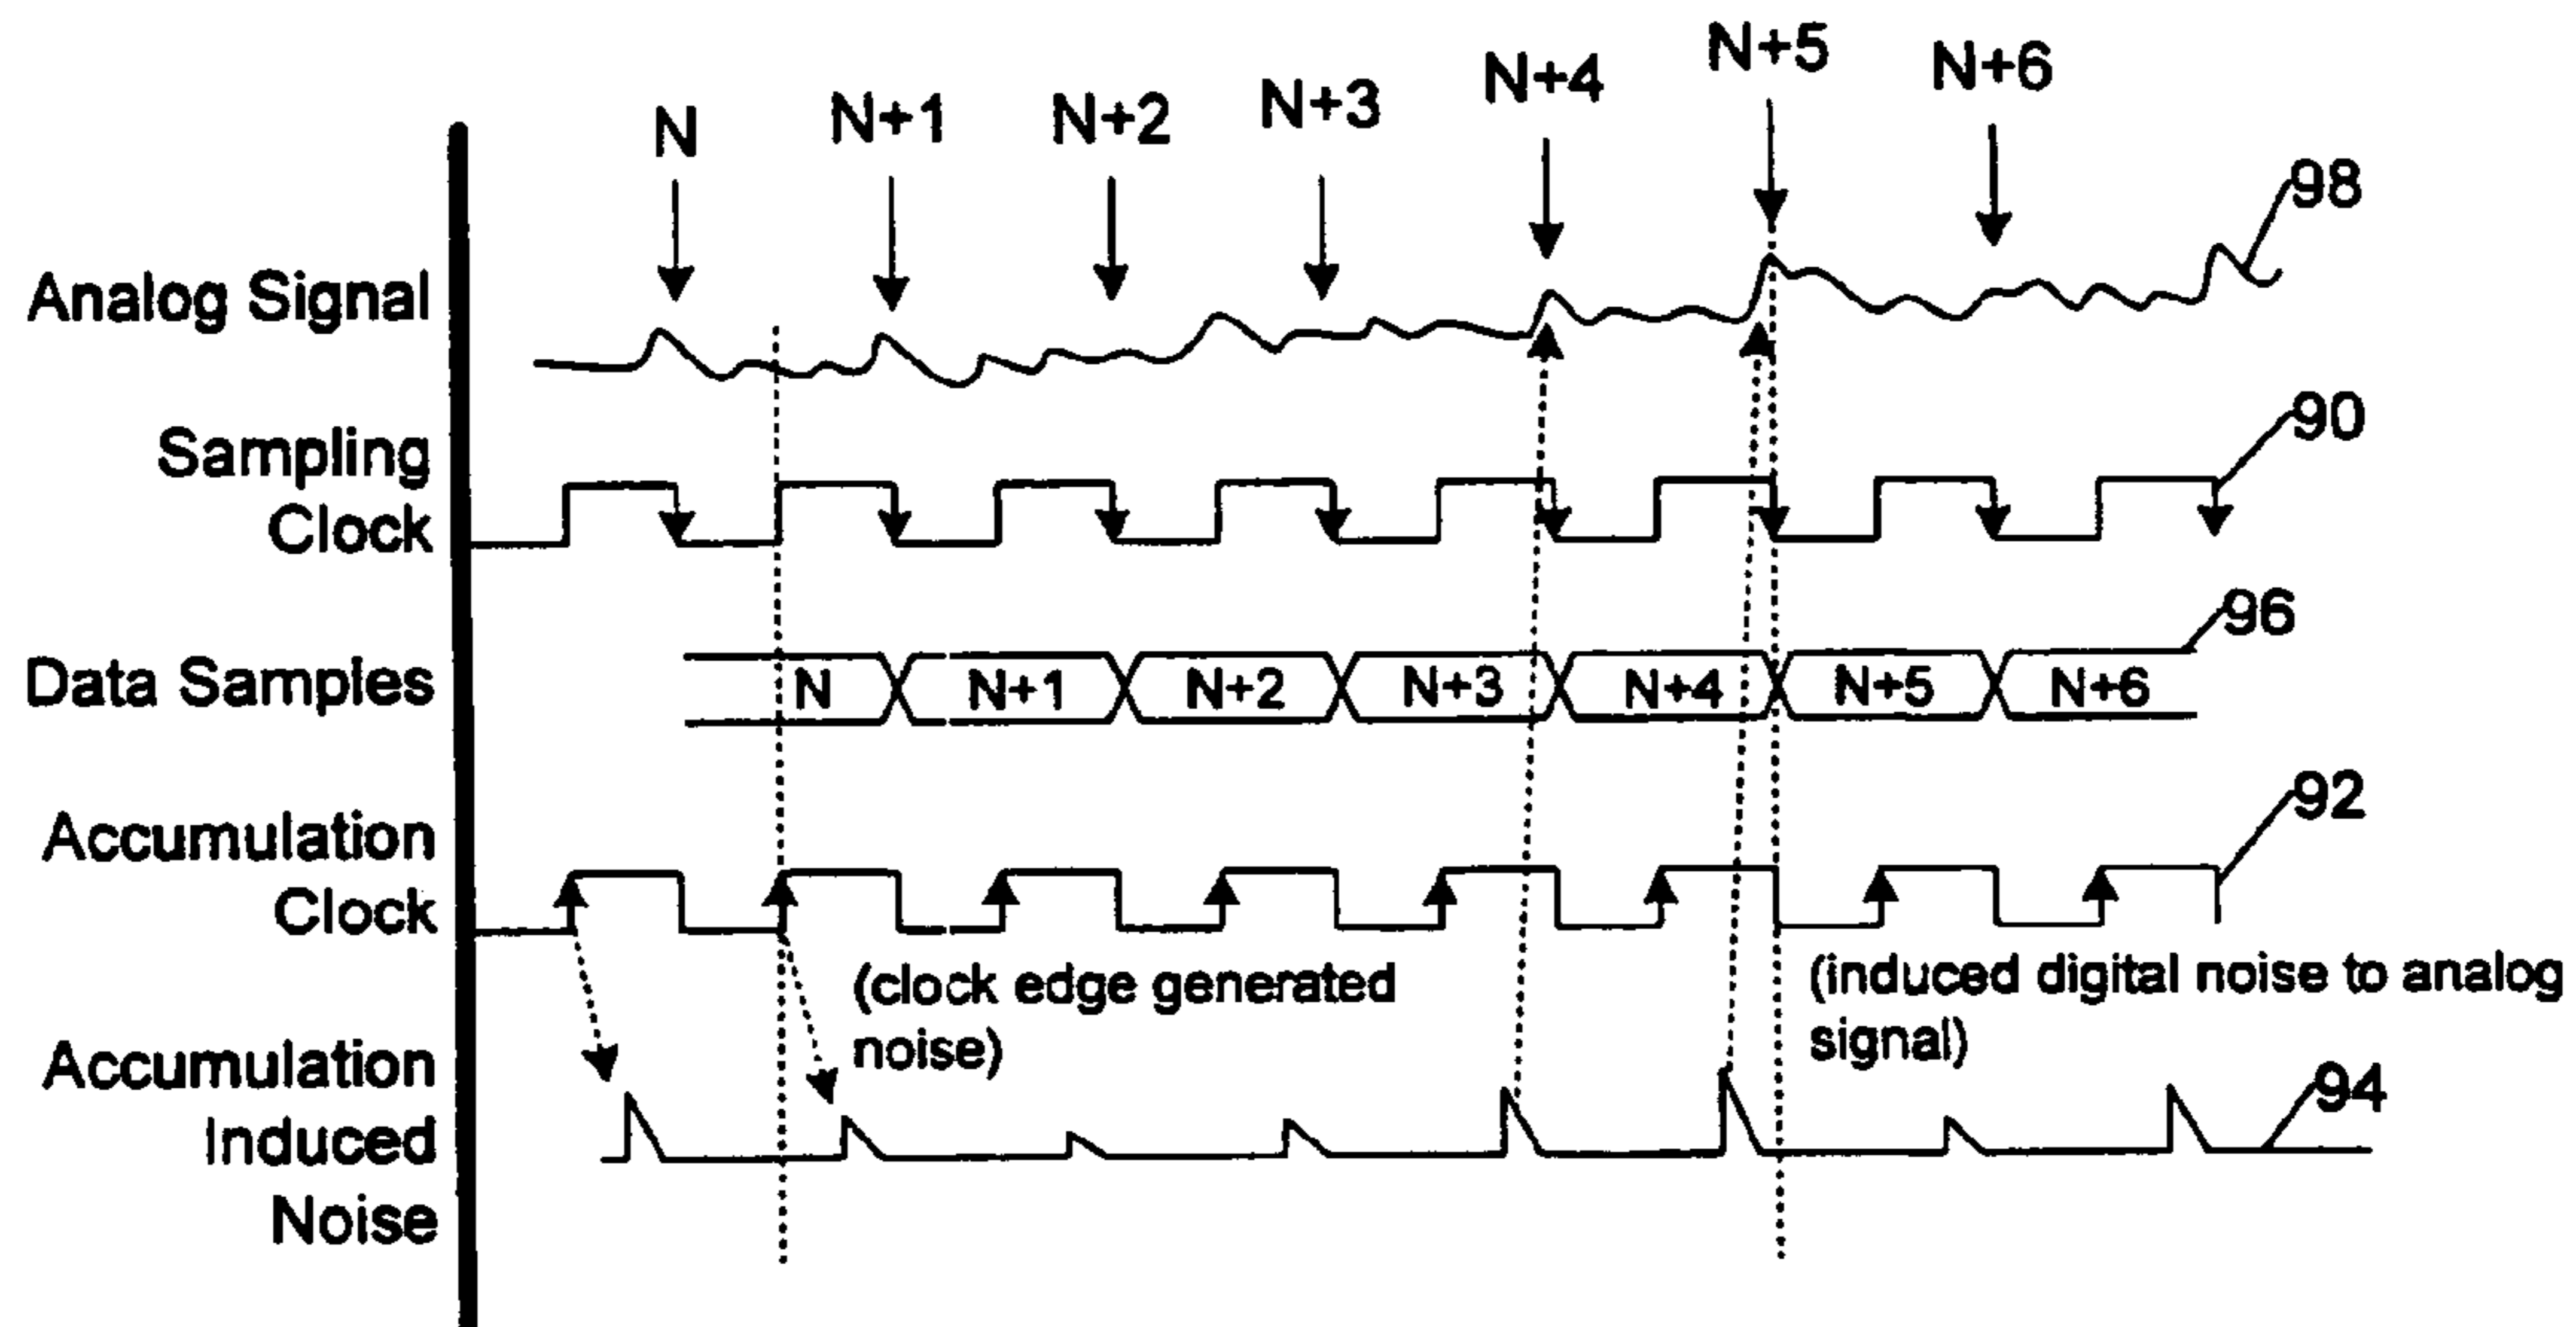 N N+1 N+2 N+3 N+4 N+5 N+6
Analog Signal
98
Sampling
Clock
90
Data Samples
N N+1 N+2 N+3 N+4 N+5 N+6
96
Accumulation
Clock
92
(clock edge generated
noise)
(induced digital noise to analog
signal)
Accumulation
Induced
Noise
94